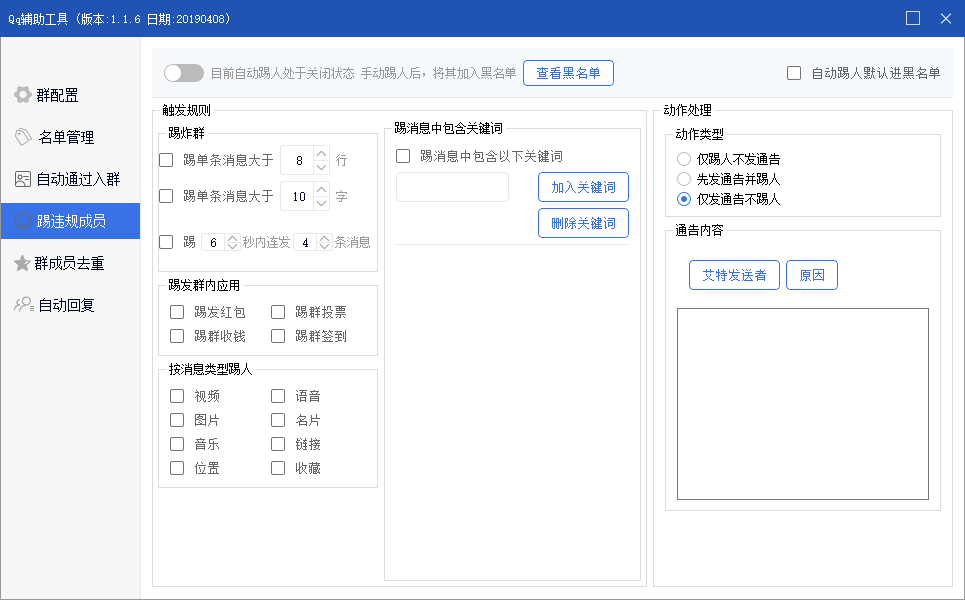 Qq辅助工具（版本:1.1.6 日期:20190408）
群配置
名单管理
自动通过入群
踢违规成员
群成员去重
自动回复
目前自动踢人处于关闭状态 手动踢人后，将其加入黑名单 查看黑名单 自动踢人默认进黑名单
触发规则
踢炸群
踢单条消息大于 8 行
踢单条消息大于 10 字
踢 6 秒内连发 4 条消息
踢发群内应用
踢发红包 踢群投票
踢群收钱 踢群签到
按消息类型踢人
视频 语音
图片 名片
音乐 链接
位置 收藏
踢消息中包含关键词
踢消息中包含以下关键词
加入关键词
删除关键词
动作处理
动作类型
仅踢人不发通告
先发通告并踢人
仅发通告不踢人
通告内容
艾特发送者 原因